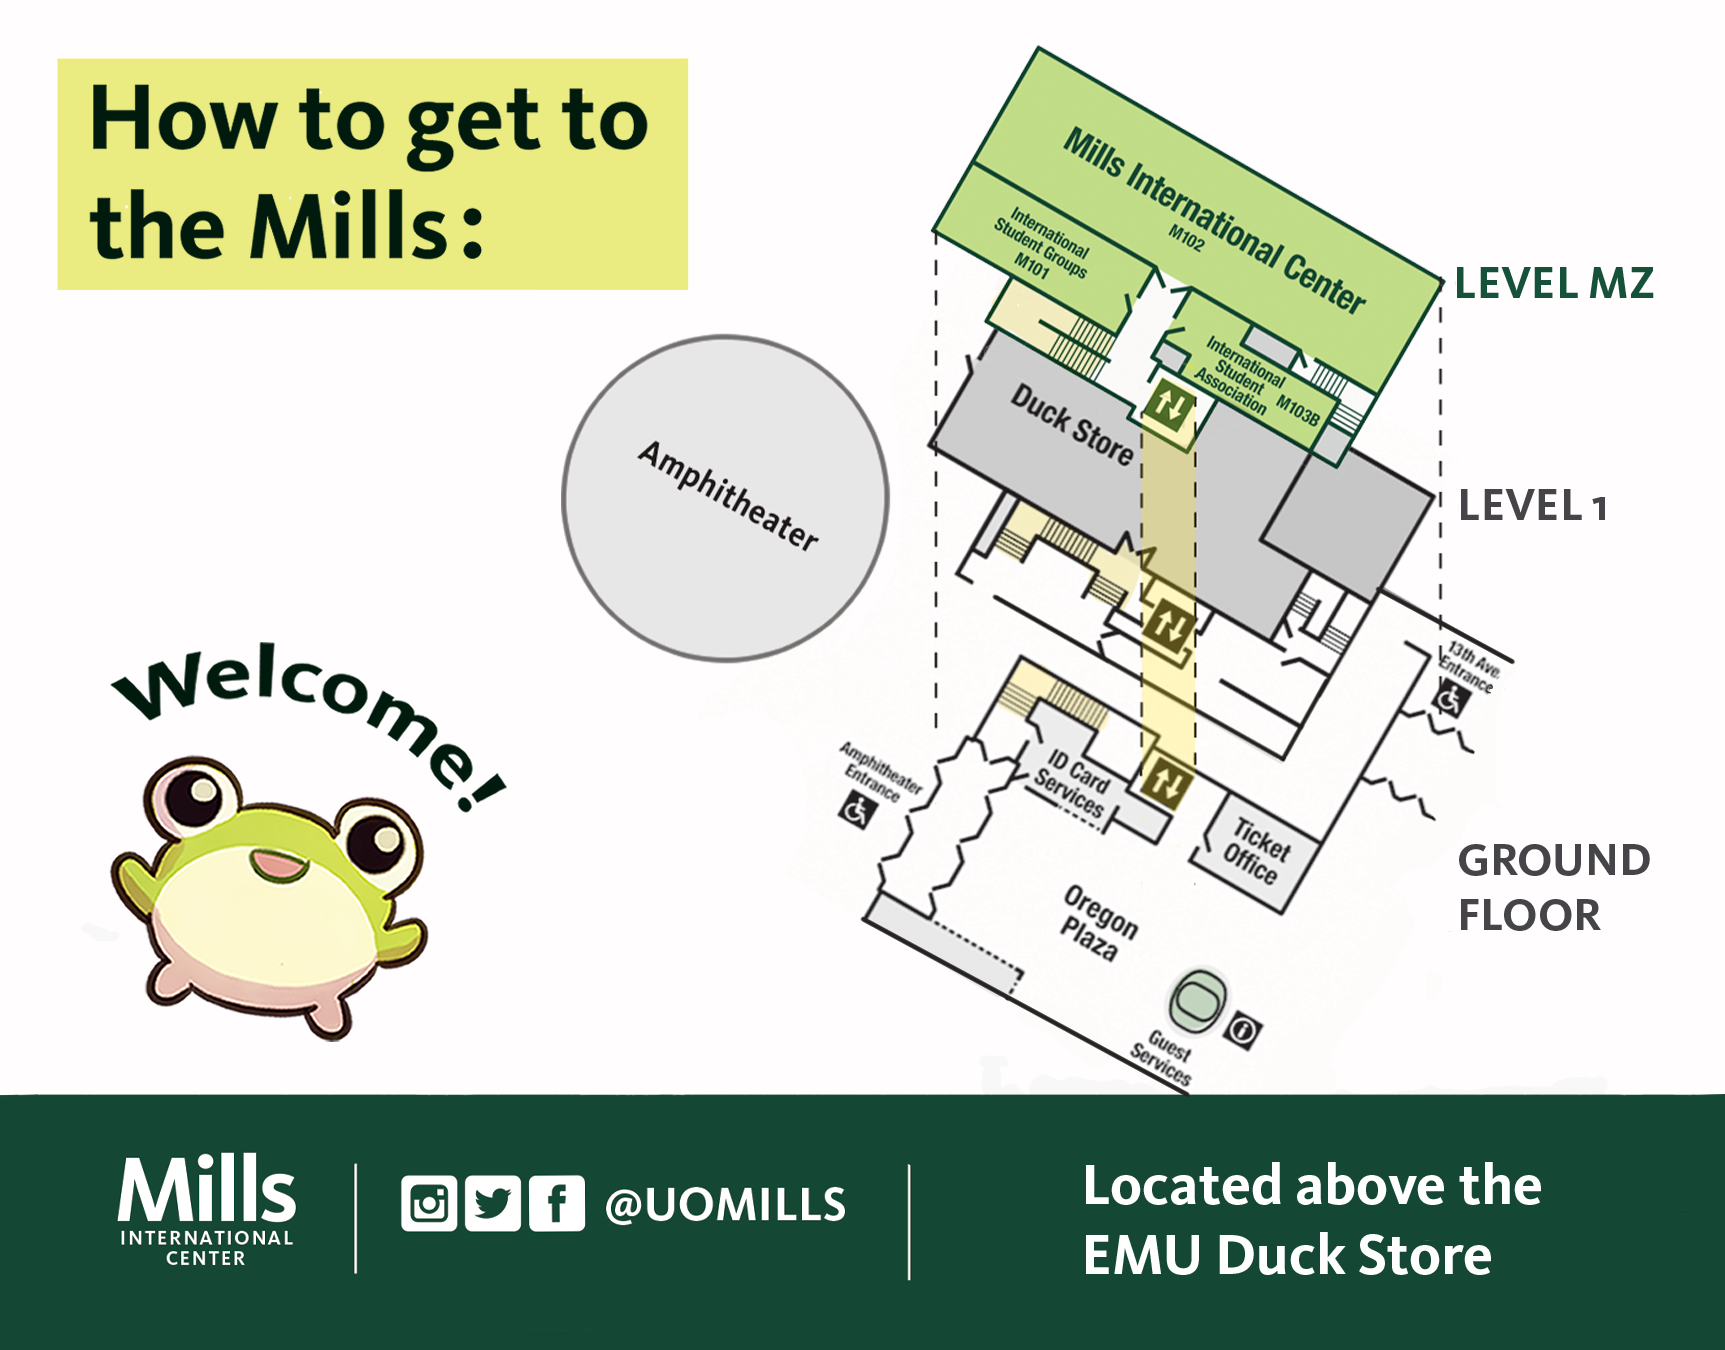 How to get to
the Mills:
Mills International Center
M102
International
Student Groups
M101
LEVEL MZ
International
Student
Association
M103B
Duck Store
LEVEL 1
Amphitheater
13th Ave.
Entrance
Welcome!
Amphitheater
Entrance
ID Card
Services
Ticket
Office
GROUND
FLOOR
Oregon
Plaza
Guest
Services
Mills
INTERNATIONAL
CENTER
@UOMILLS
Located above the
EMU Duck Store